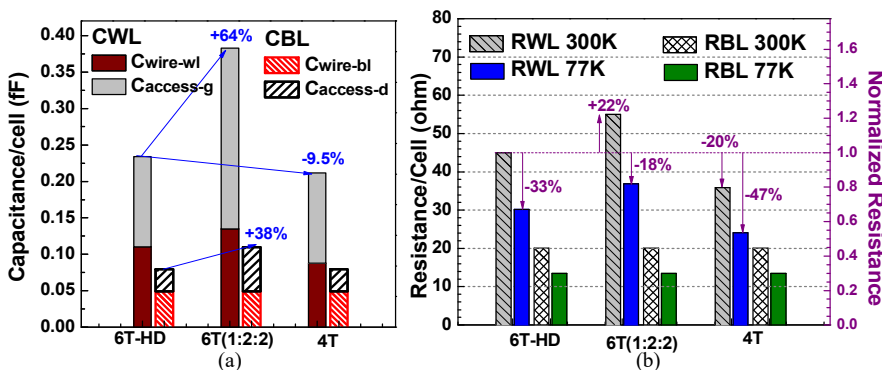 (a)
CWL
Cwire-wl
Caccess-g
CBL
Cwire-bl
Caccess-d
+64%
-9.5%
+38%
Capacitance/cell (fF)
0.40
0.35
0.30
0.25
0.20
0.15
0.10
0.05
0.00
6T-HD
6T(1:2:2)
4T
(a)
(b)
RWL 300K
RBL 300K
RWL 77K
RBL 77K
+22%
-20%
-33%
-18%
-47%
Resistance/Cell (ohm)
80
70
60
50
40
30
20
10
0
Normalized Resistance
1.6
1.4
1.2
1.0
0.8
0.6
0.4
0.2
0.0
6T-HD
6T(1:2:2)
4T
(b)